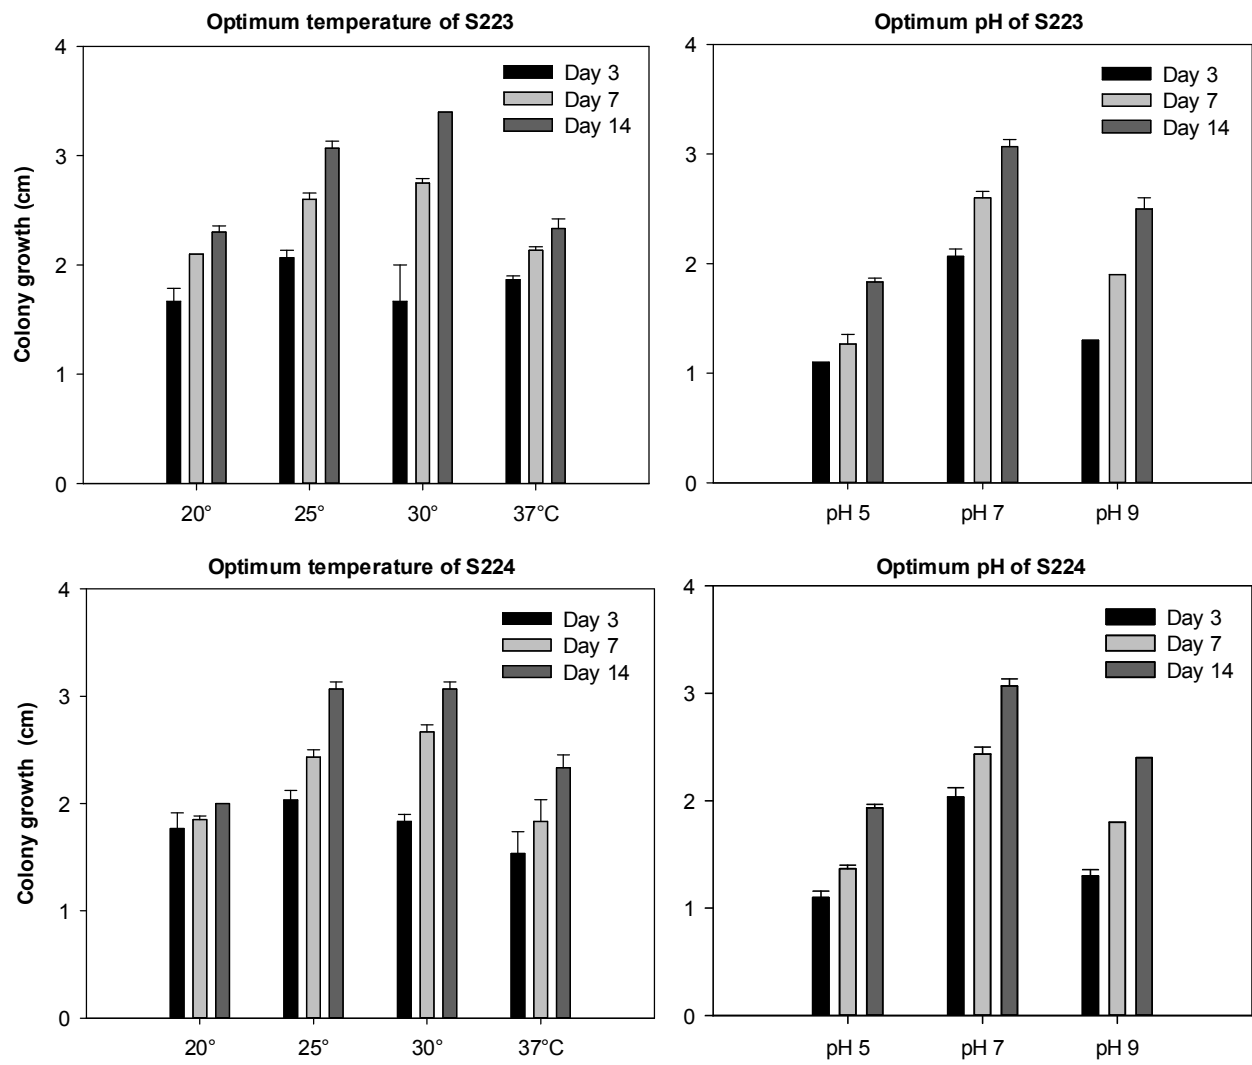 Optimum temperature of S223
4
3
2
1
0
Colony growth (cm)
Day 3
Day 7
Day 14
20°
25°
30°
37°C
Optimum pH of S223
4
3
2
1
0
Day 3
Day 7
Day 14
pH 5
pH 7
pH 9
Optimum temperature of S224
4
3
2
1
0
Colony growth (cm)
Day 3
Day 7
Day 14
20°
25°
30°
37°C
Optimum pH of S224
4
3
2
1
0
Day 3
Day 7
Day 14
pH 5
pH 7
pH 9